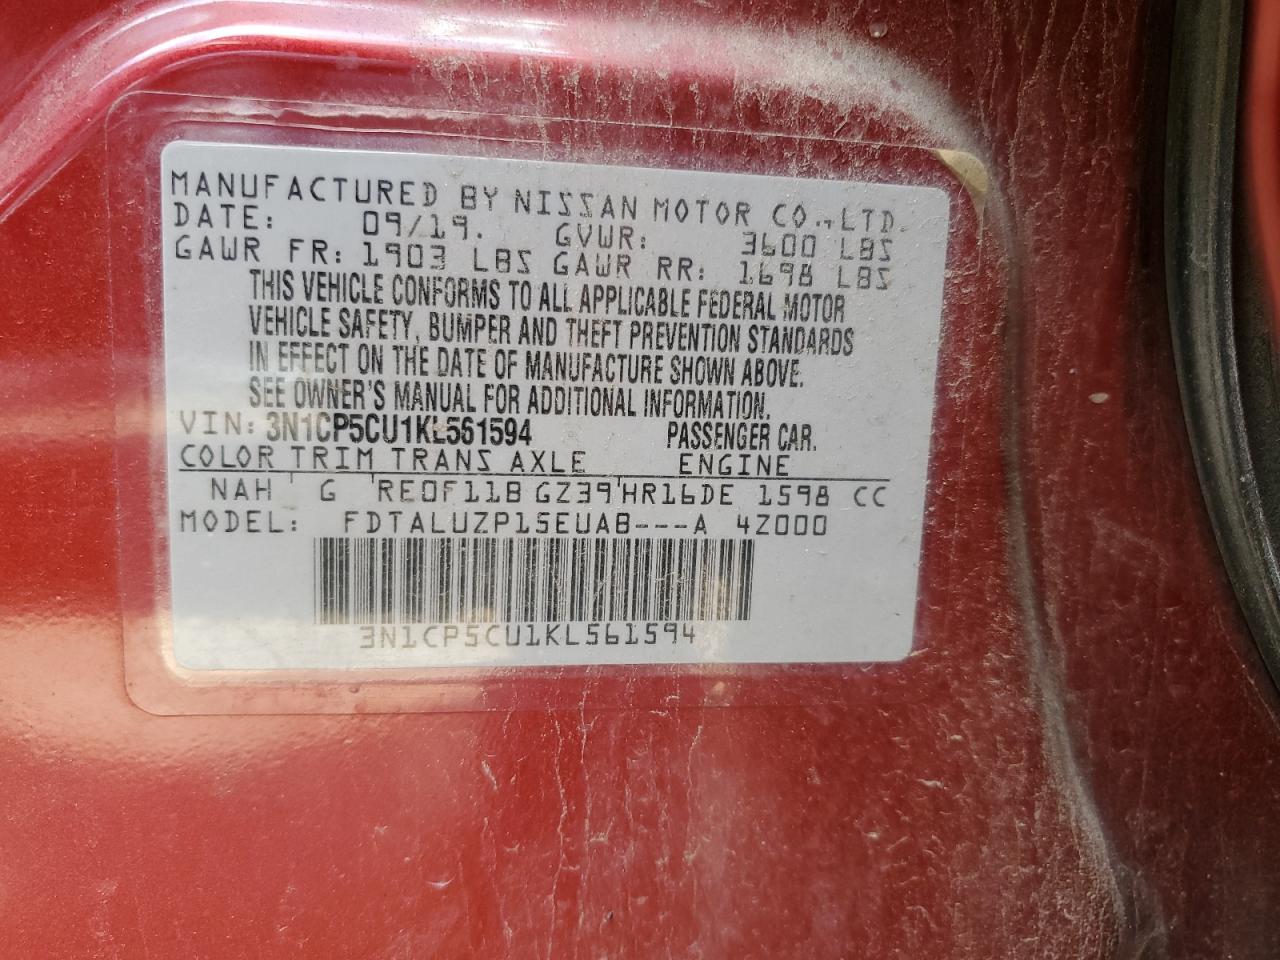 MANUFACTURED BY NISSAN MOTOR CO.,LTD.
DATE: 09/19. GVWR: 3600 LBS
GAWR FR: 1903 LBS GAWR RR: 1698 LBS
THIS VEHICLE CONFORMS TO ALL APPLICABLE FEDERAL MOTOR
VEHICLE SAFETY, BUMPER AND THEFT PREVENTION STANDARDS
IN EFFECT ON THE DATE OF MANUFACTURE SHOWN ABOVE.
SEE OWNER'S MANUAL FOR ADDITIONAL INFORMATION.
VIN: 3N1CP5CU1KL561594 PASSENGER CAR.
COLOR TRIM TRANS AXLE ENGINE
NAH ' G ' RE0F11B GZ39'HR16DE 1598 CC
MODEL: FDTALUZP15EUAB---A 4Z000
3N1CP5CU1KL561594